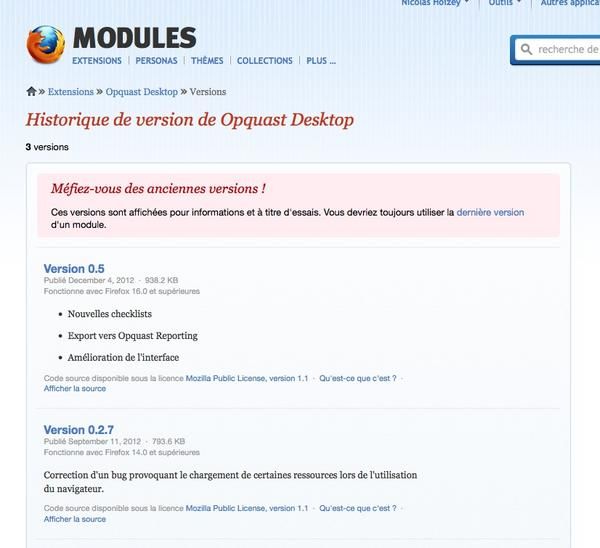 Nicolas Hoizey Outils Autres applica
MODULES
EXTENSIONS PERSONAS THÈMES COLLECTIONS PLUS ...
recherche de
» Extensions » Opquast Desktop » Versions
Historique de version de Opquast Desktop
3 versions
Méfiez-vous des anciennes versions !
Ces versions sont affichées pour informations et à titre d'essais. Vous devriez toujours utiliser la dernière version
d'un module.
Version 0.5
Publié December 4, 2012 · 938.2 KB
Fonctionne avec Firefox 16.0 et supérieures
• Nouvelles checklists
• Export vers Opquast Reporting
• Amélioration de l'interface
Code source disponible sous la licence Mozilla Public License, version 1.1 · Qu'est-ce que c'est ? ·
Afficher la source
Version 0.2.7
Publié September 11, 2012 · 793.6 KB
Fonctionne avec Firefox 14.0 et supérieures
Correction d'un bug provoquant le chargement de certaines ressources lors de l'utilisation
du navigateur.
Code source disponible sous la licence Mozilla Public License, version 1.1 · Qu'est-ce que c'est ? ·
Afficher la source